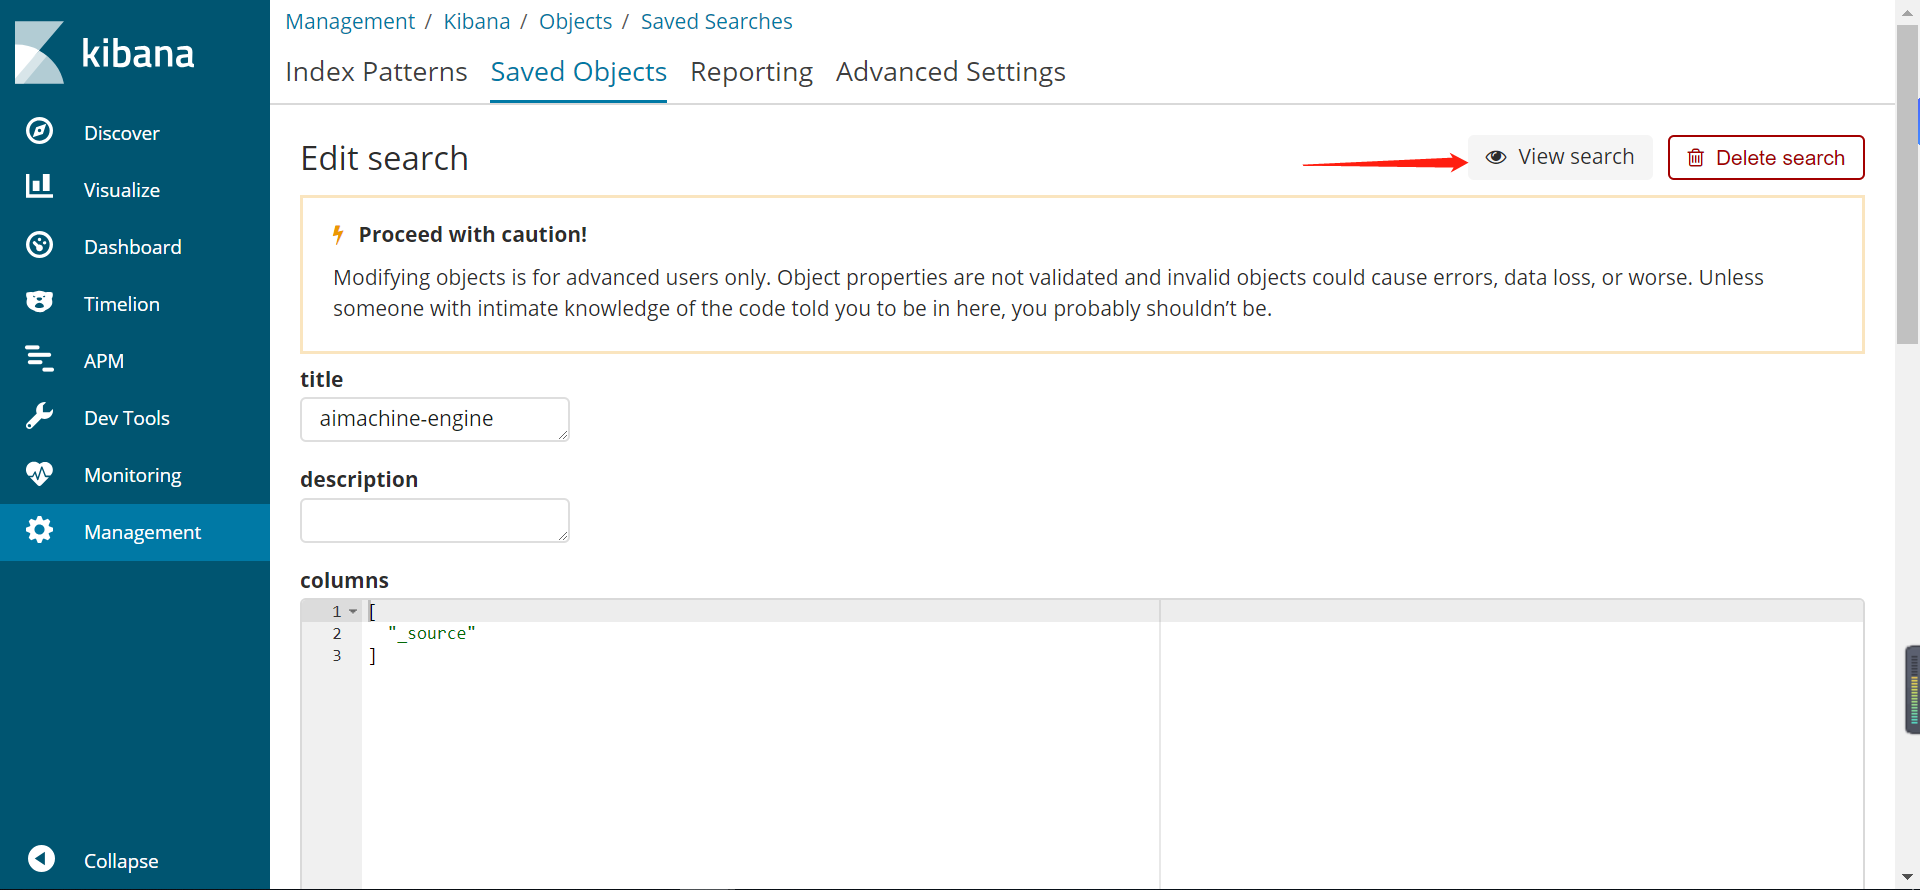 kibana
Discover
Visualize
Dashboard
Timelion
APM
Dev Tools
Monitoring
Management
Collapse
Management / Kibana / Objects / Saved Searches
Index Patterns Saved Objects Reporting Advanced Settings
Edit search
View search
Delete search
Proceed with caution!
Modifying objects is for advanced users only. Object properties are not validated and invalid objects could cause errors, data loss, or worse. Unless
someone with intimate knowledge of the code told you to be in here, you probably shouldn’t be.
title
aimachine-engine
description
columns
1 [
2 "_source"
3 ]